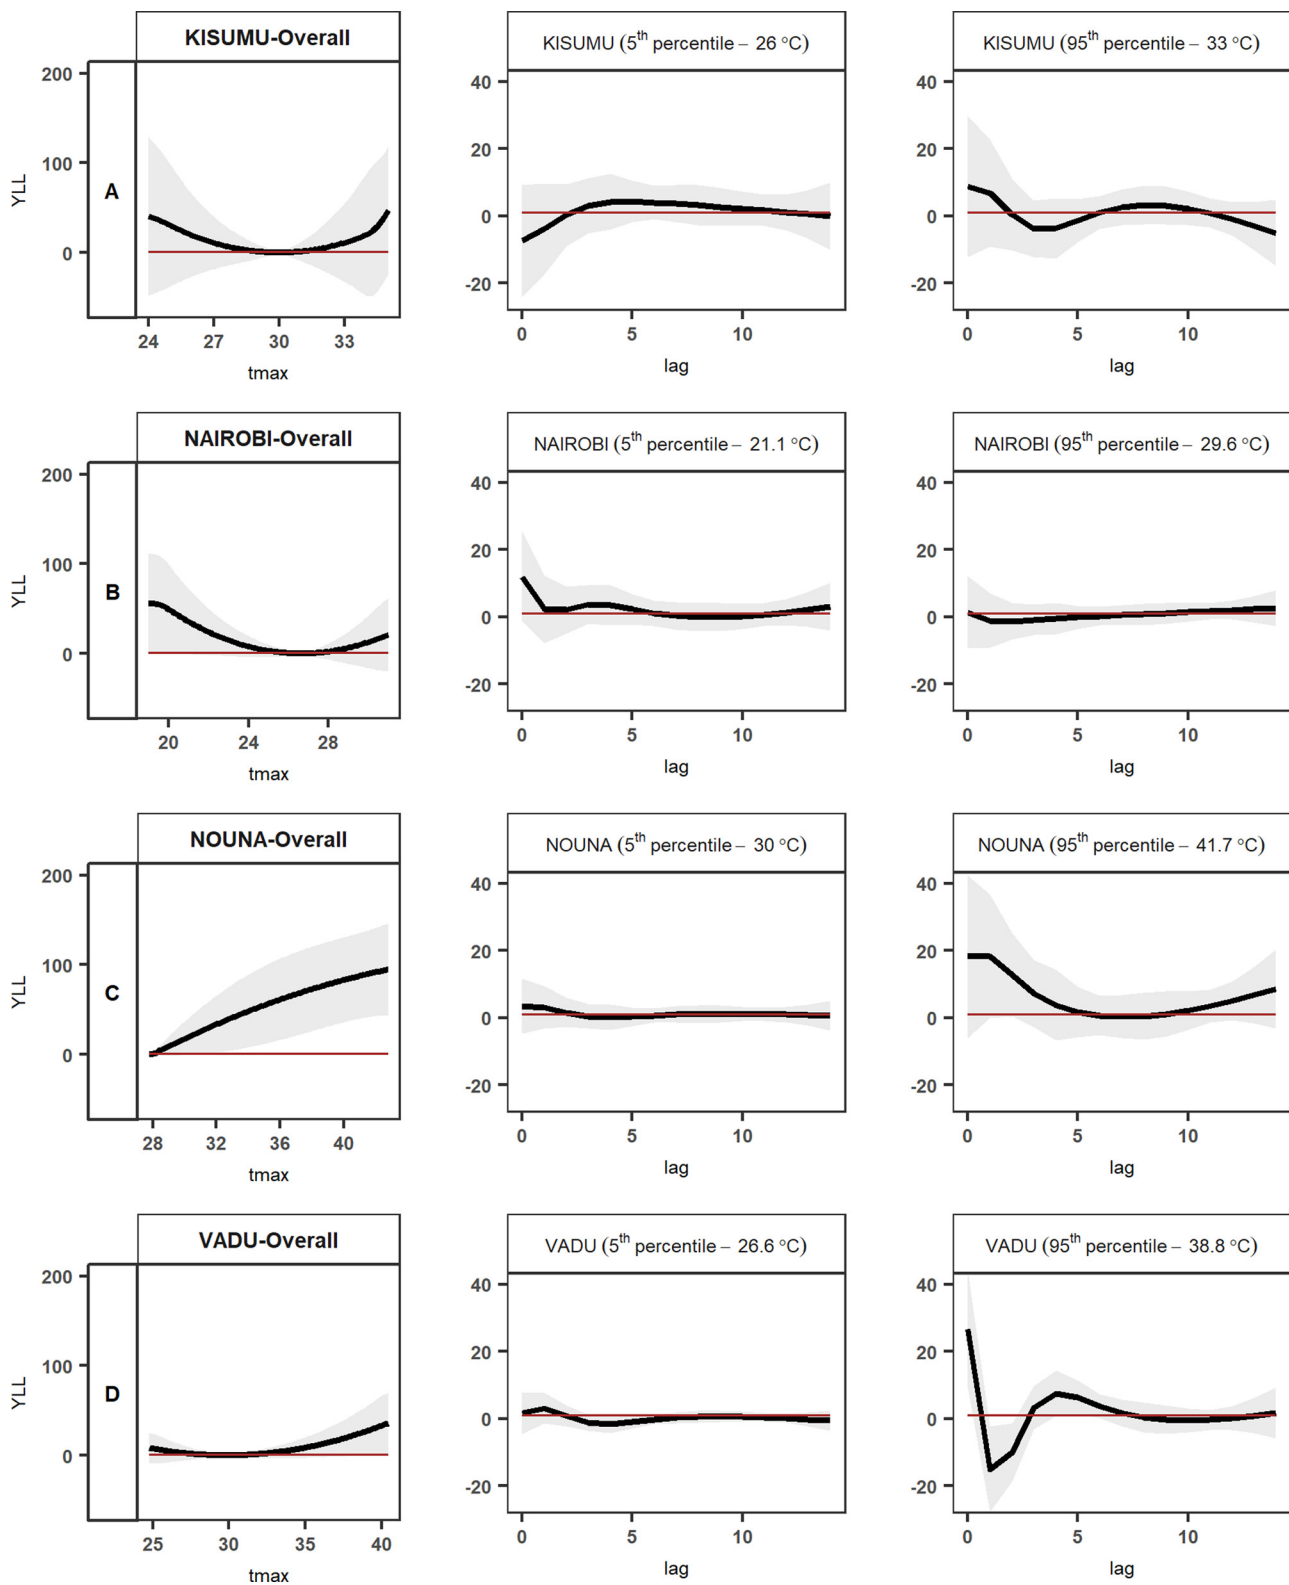 KISUMU-Overall
KISUMU (5th percentile – 26 °C)
KISUMU (95th percentile – 33 °C)
YLL
A
200
100
0
24 27 30 33
tmax
40
20
0
-20
0 5 10
lag
40
20
0
-20
0 5 10
lag
NAIROBI-Overall
NAIROBI (5th percentile – 21.1 °C)
NAIROBI (95th percentile – 29.6 °C)
YLL
B
200
100
0
20 24 28
tmax
40
20
0
-20
0 5 10
lag
40
20
0
-20
0 5 10
lag
NOUNA-Overall
NOUNA (5th percentile – 30 °C)
NOUNA (95th percentile – 41.7 °C)
YLL
C
200
100
0
28 32 36 40
tmax
40
20
0
-20
0 5 10
lag
40
20
0
-20
0 5 10
lag
VADU-Overall
VADU (5th percentile – 26.6 °C)
VADU (95th percentile – 38.8 °C)
YLL
D
200
100
0
25 30 35 40
tmax
40
20
0
-20
0 5 10
lag
40
20
0
-20
0 5 10
lag